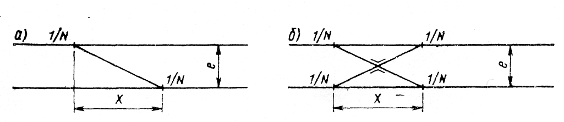 а) 1/N
1/N
e
X
б) 1/N 1/N
1/N 1/N
e
X